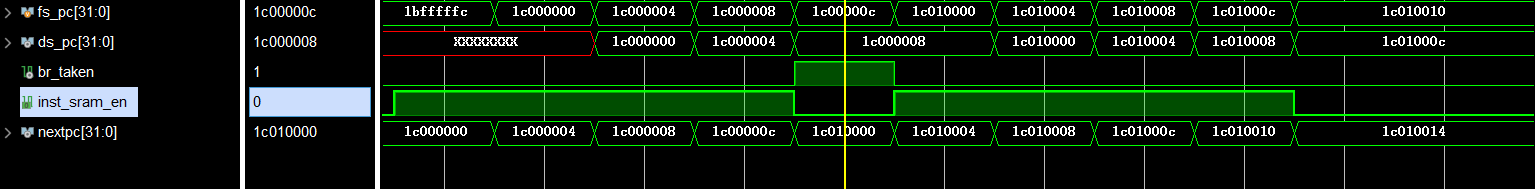 fs_pc[31:0] 1c00000c 1bfffffc 1c000000 1c000004 1c000008 1c00000c 1c010000 1c010004 1c010008 1c01000c 1c010010
ds_pc[31:0] 1c000008 XXXXXXXX 1c000000 1c000004 1c000008 1c010000 1c010004 1c010008 1c01000c
br_taken 1
inst_sram_en 0
nextpc[31:0] 1c010000 1c000000 1c000004 1c000008 1c00000c 1c010000 1c010004 1c010008 1c01000c 1c010010 1c010014